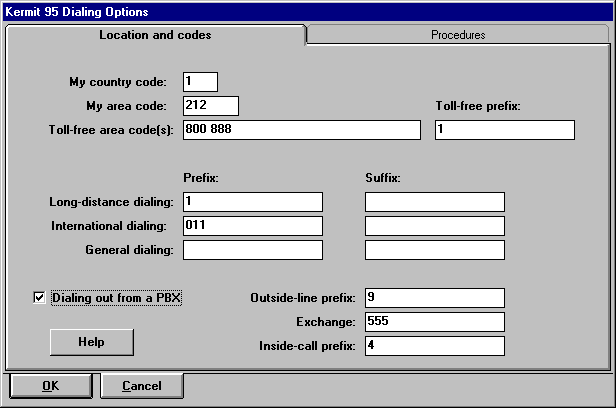 Kermit 95 Dialing Options
Location and codes Procedures
My country code: 1
My area code: 212 Toll-free prefix:
Toll-free area code(s): 800 888 1
Prefix: Suffix:
Long-distance dialing: 1
International dialing: 011
General dialing:
Dialing out from a PBX Outside-line prefix: 9
Exchange: 555
Help Inside-call prefix: 4
OK Cancel